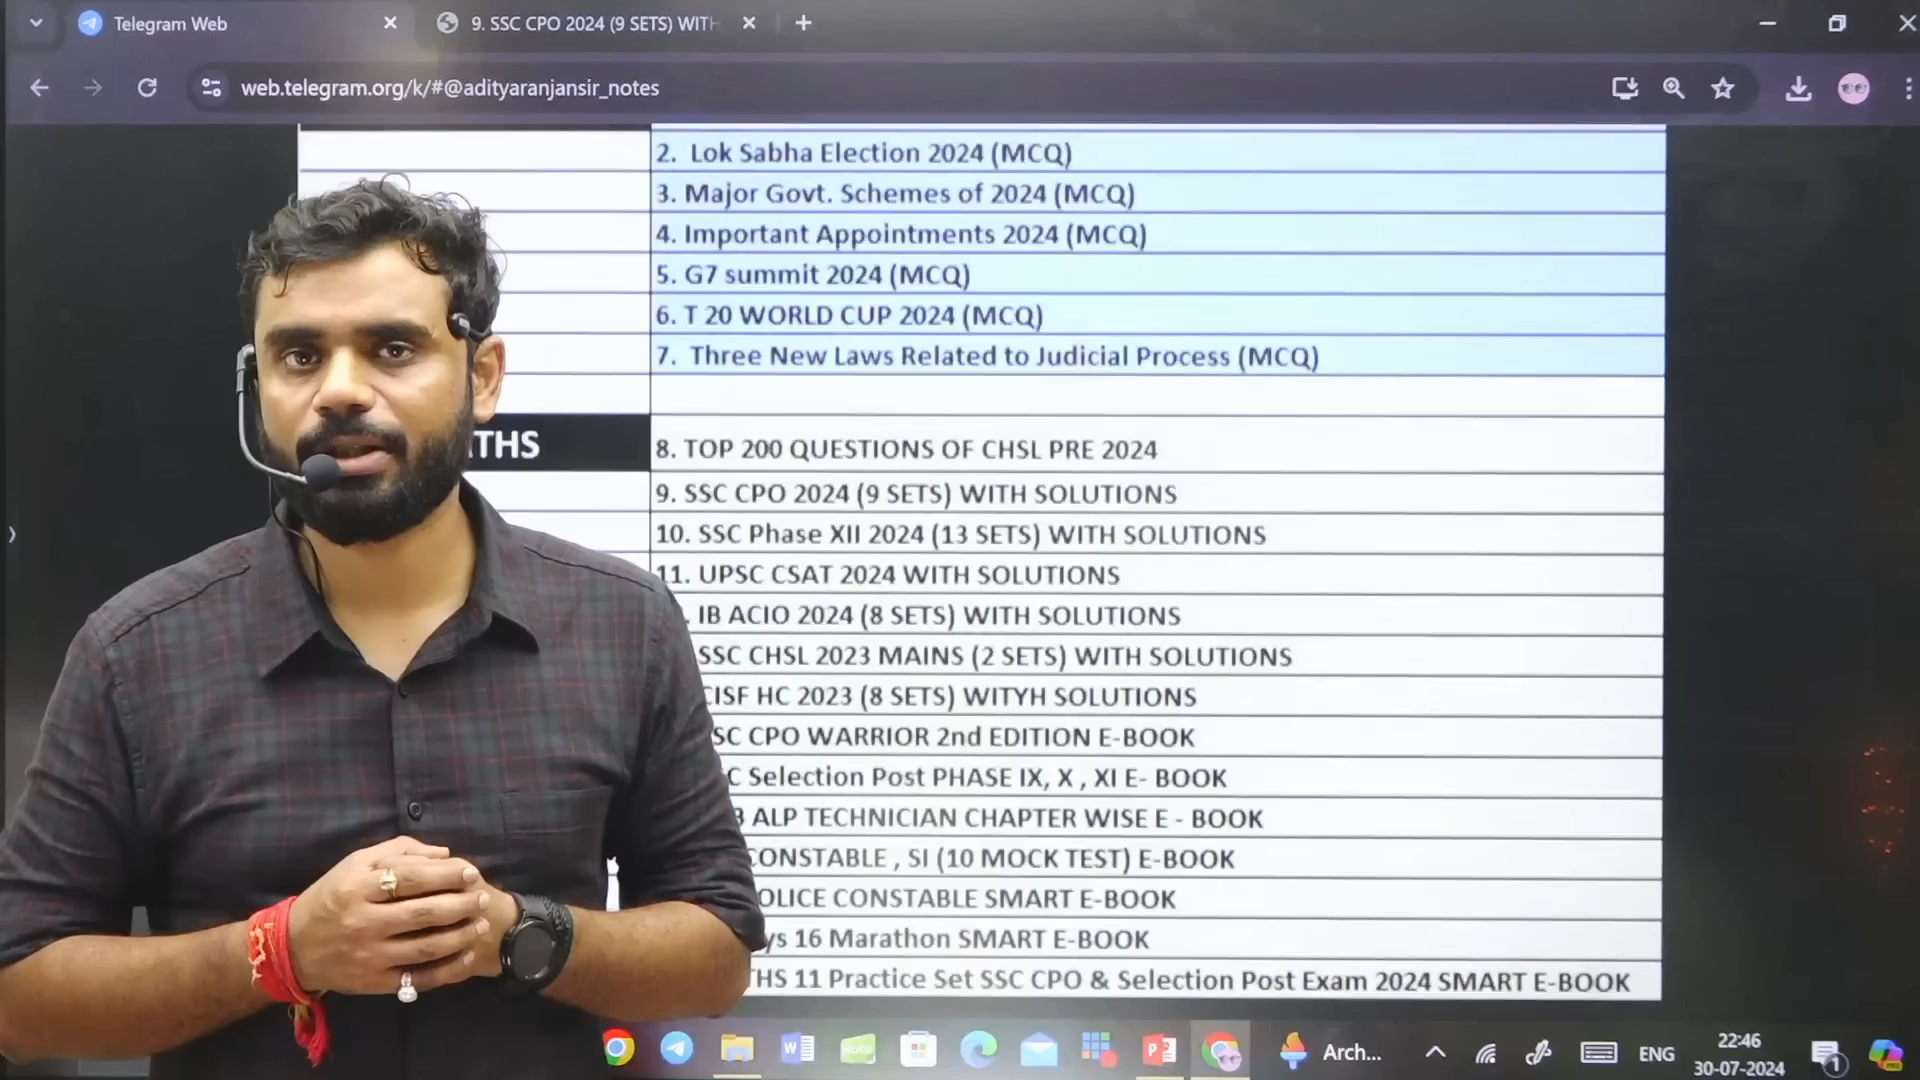 Telegram Web
9. SSC CPO 2024 (9 SETS) WITH
web.telegram.org/k/#@adityaranjansir_notes
2. Lok Sabha Election 2024 (MCQ)
3. Major Govt. Schemes of 2024 (MCQ)
4. Important Appointments 2024 (MCQ)
5. G7 summit 2024 (MCQ)
6. T 20 WORLD CUP 2024 (MCQ)
7. Three New Laws Related to Judicial Process (MCQ)
THS
8. TOP 200 QUESTIONS OF CHSL PRE 2024
9. SSC CPO 2024 (9 SETS) WITH SOLUTIONS
10. SSC Phase XII 2024 (13 SETS) WITH SOLUTIONS
11. UPSC CSAT 2024 WITH SOLUTIONS
. IB ACIO 2024 (8 SETS) WITH SOLUTIONS
SSC CHSL 2023 MAINS (2 SETS) WITH SOLUTIONS
CISF HC 2023 (8 SETS) WITYH SOLUTIONS
SC CPO WARRIOR 2nd EDITION E-BOOK
C Selection Post PHASE IX, X , XI E- BOOK
B ALP TECHNICIAN CHAPTER WISE E - BOOK
CONSTABLE , SI (10 MOCK TEST) E-BOOK
OLICE CONSTABLE SMART E-BOOK
ys 16 Marathon SMART E-BOOK
THS 11 Practice Set SSC CPO & Selection Post Exam 2024 SMART E-BOOK
Arch...
ENG
22:46
30-07-2024
1